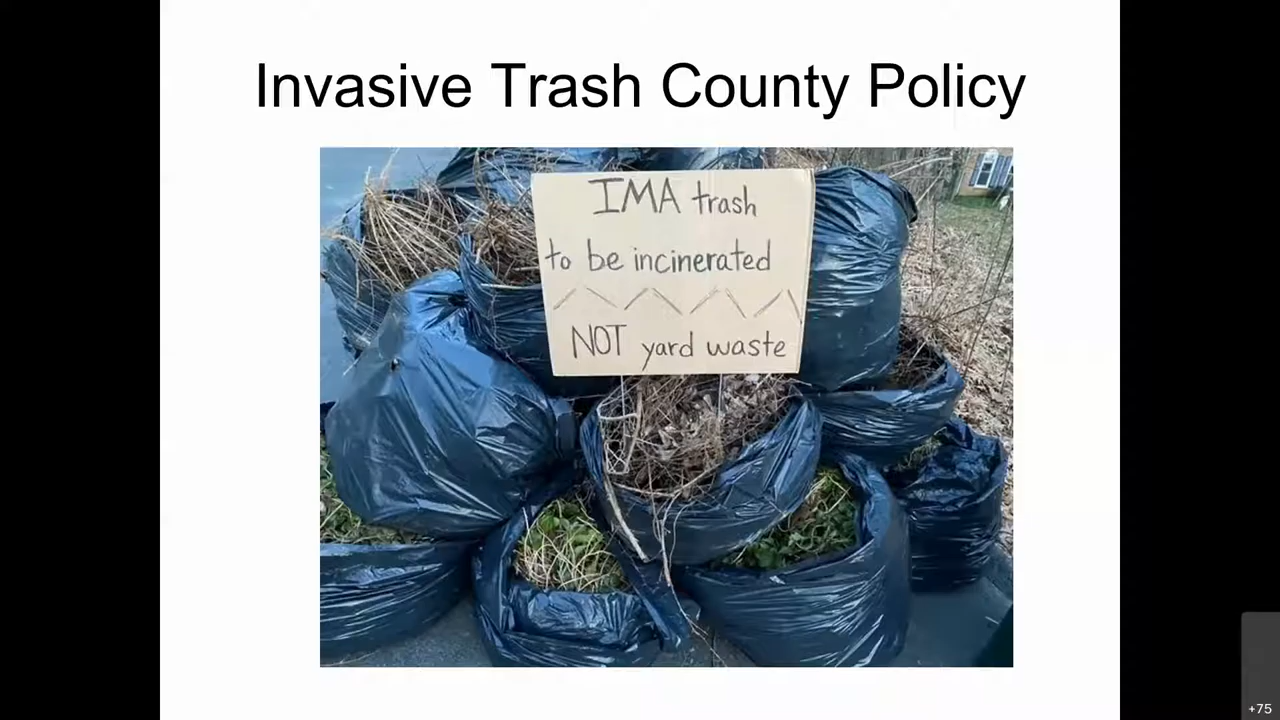 Invasive Trash County Policy
IMA trash
to be incinerated
NOT yard waste
+75